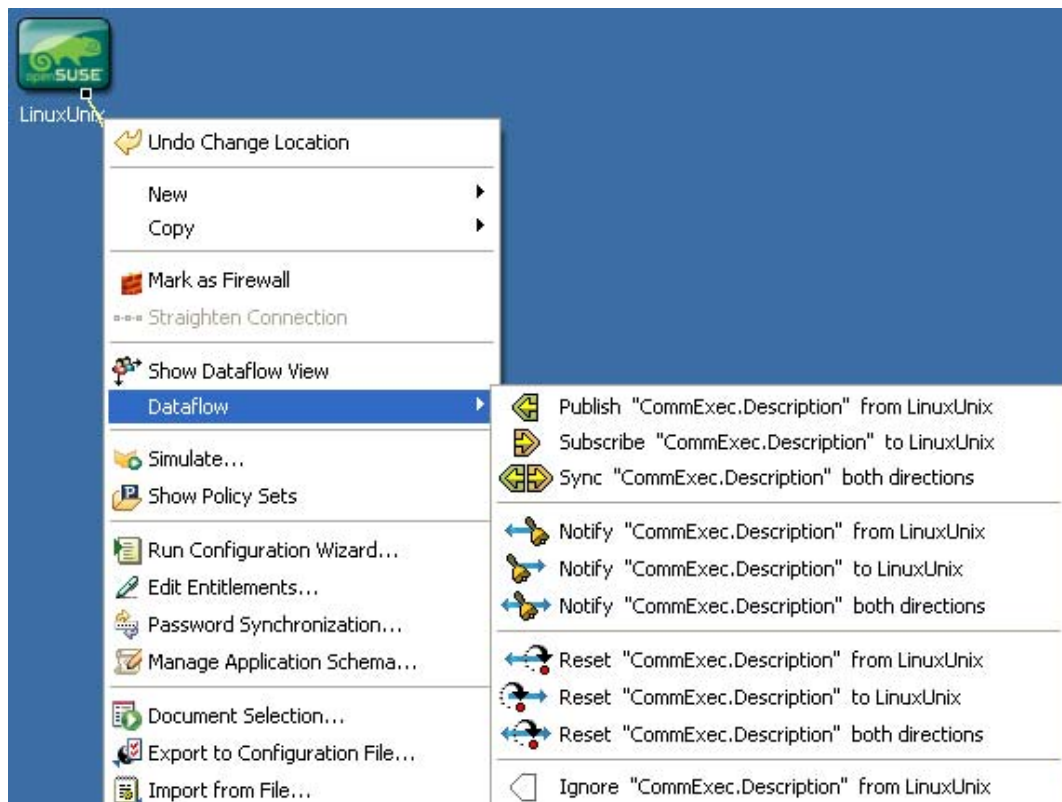 openSUSE
LinuxUnix
Undo Change Location
New
Copy
Mark as Firewall
Straighten Connection
Show Dataflow View
Dataflow
Simulate...
Show Policy Sets
Run Configuration Wizard...
Edit Entitlements...
Password Synchronization...
Manage Application Schema...
Document Selection...
Export to Configuration File...
Import from File...
Publish "CommExec.Description" from LinuxUnix
Subscribe "CommExec.Description" to LinuxUnix
Sync "CommExec.Description" both directions
Notify "CommExec.Description" from LinuxUnix
Notify "CommExec.Description" to LinuxUnix
Notify "CommExec.Description" both directions
Reset "CommExec.Description" from LinuxUnix
Reset "CommExec.Description" to LinuxUnix
Reset "CommExec.Description" both directions
Ignore "CommExec.Description" from LinuxUnix